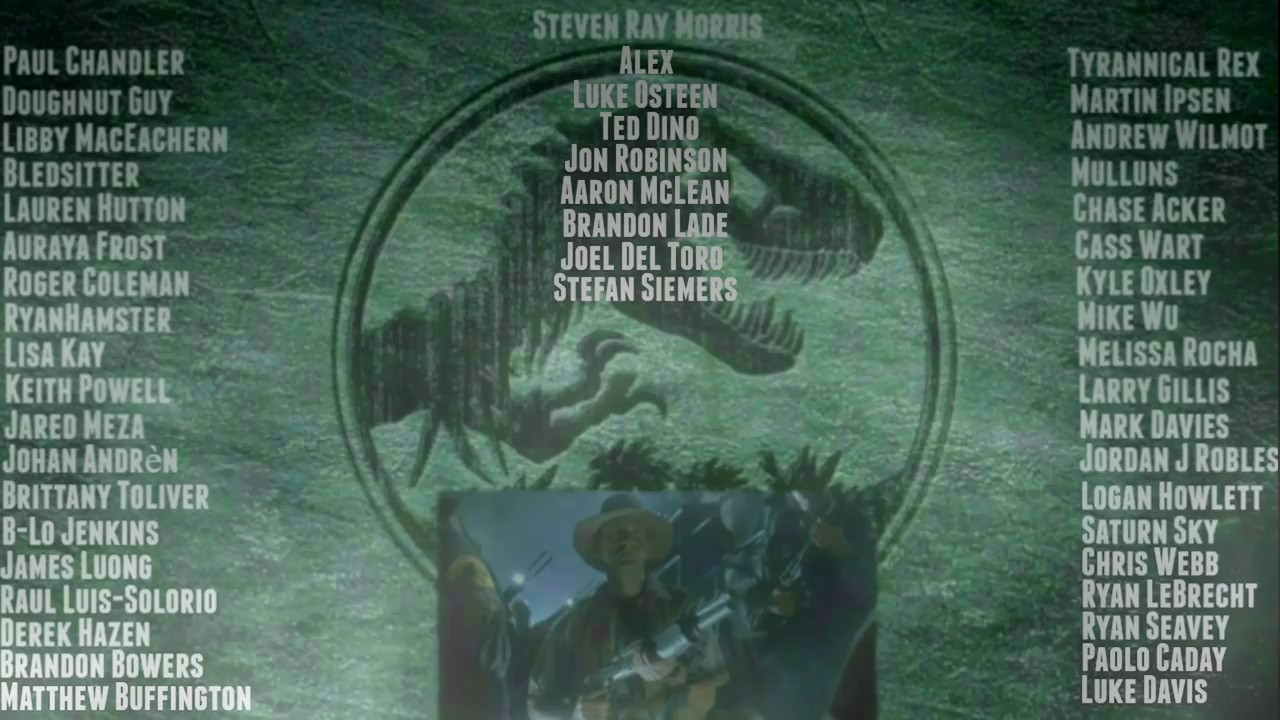 Steven Ray Morris
Alex
Luke Osteen
Ted Dino
Jon Robinson
Aaron McLean
Brandon Lade
Joel Del Toro
Stefan Siemers
Paul Chandler
Doughnut Guy
Libby MacEachern
Bledsitter
Lauren Hutton
Auraya Frost
Roger Coleman
RyanHamster
Lisa Kay
Keith Powell
Jared Meza
Johan Andrèn
Brittany Toliver
B-Lo Jenkins
James Luong
Raul Luis-Solorio
Derek Hazen
Brandon Bowers
Matthew Buffington
Tyrannical Rex
Martin Ipsen
Andrew Wilmot
Mulluns
Chase Acker
Cass Wart
Kyle Oxley
Mike Wu
Melissa Rocha
Larry Gillis
Mark Davies
Jordan J Robles
Logan Howlett
Saturn Sky
Chris Webb
Ryan LeBrecht
Ryan Seavey
Paolo Caday
Luke Davis